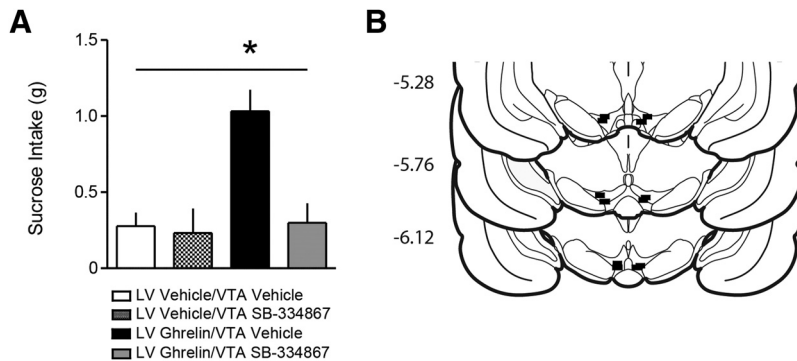 A
B
1.5
*
1.0
0.5
0
Sucrose Intake (g)
LV Vehicle/VTA Vehicle
LV Vehicle/VTA SB-334867
LV Ghrelin/VTA Vehicle
LV Ghrelin/VTA SB-334867
-5.28
-5.76
-6.12